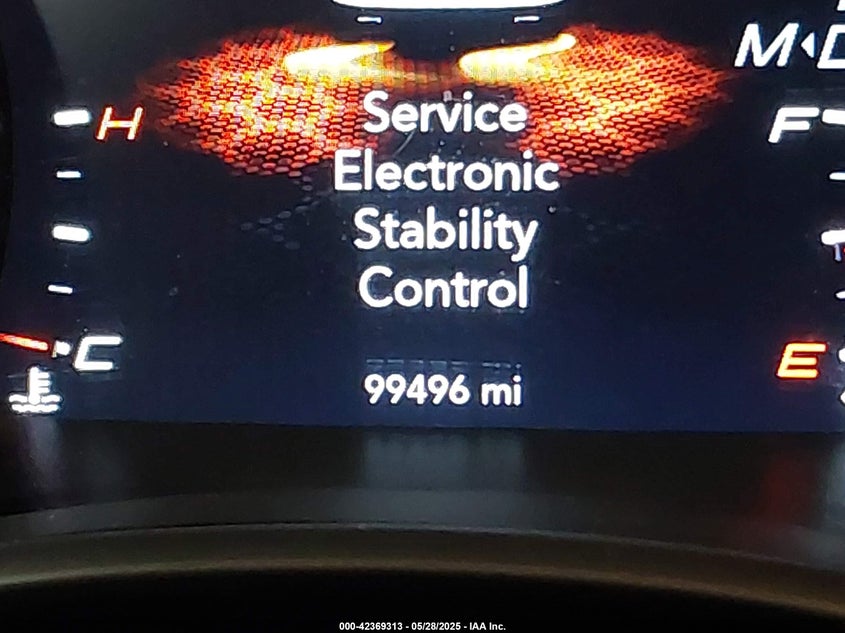 M
H
F
Service
Electronic
Stability
Control
C
E
99496 mi
000-42369313 - 05/28/2025 - IAA Inc.